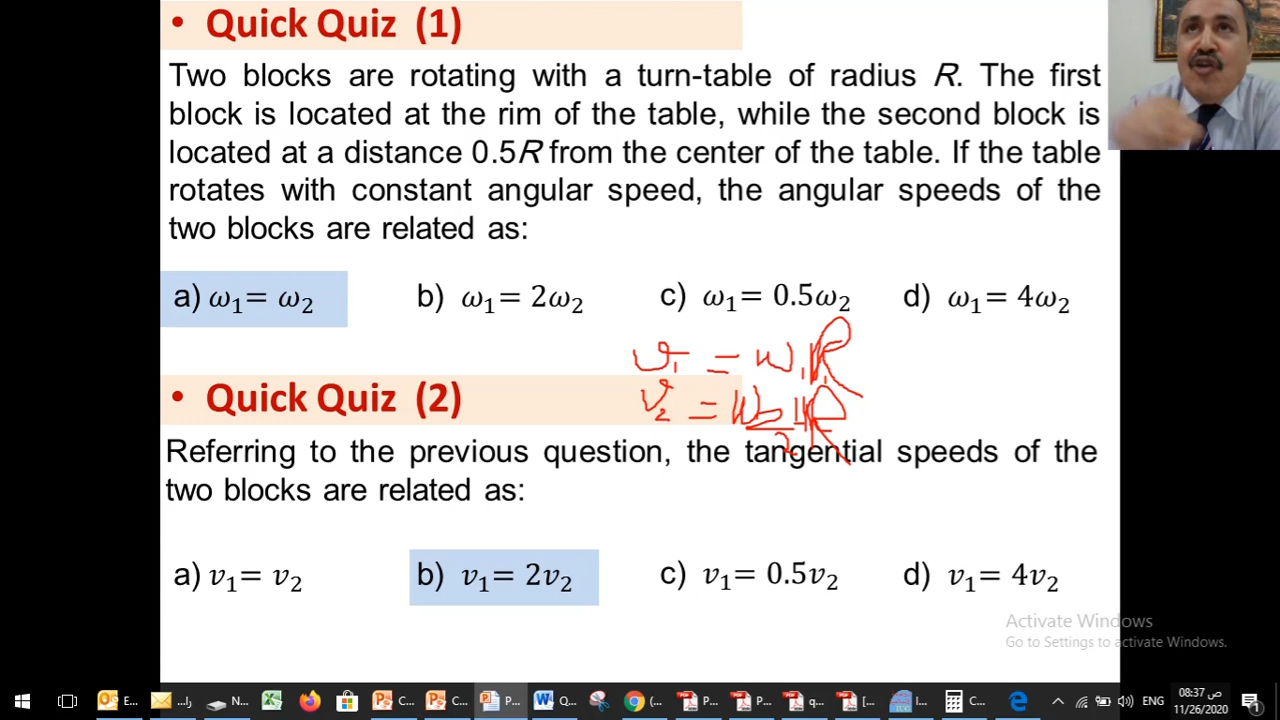 • Quick Quiz (1)
Two blocks are rotating with a turn-table of radius R. The first
block is located at the rim of the table, while the second block is
located at a distance 0.5R from the center of the table. If the table
rotates with constant angular speed, the angular speeds of the
two blocks are related as:
a) ω₁= ω₂ b) ω₁= 2ω₂ c) ω₁= 0.5ω₂ d) ω₁= 4ω₂
v₁ = ω₁R
• Quick Quiz (2)
v₂ =
Referring to the previous question, the tangential speeds of the
two blocks are related as:
a) v₁= v₂ b) v₁= 2v₂ c) v₁= 0.5v₂ d) v₁= 4v₂
Activate Windows
Go to Settings to activate Windows.
E... را... N... C... C... P... Q... (... P... P... q... [... I... C... ENG 08:37 ص
11/26/2020